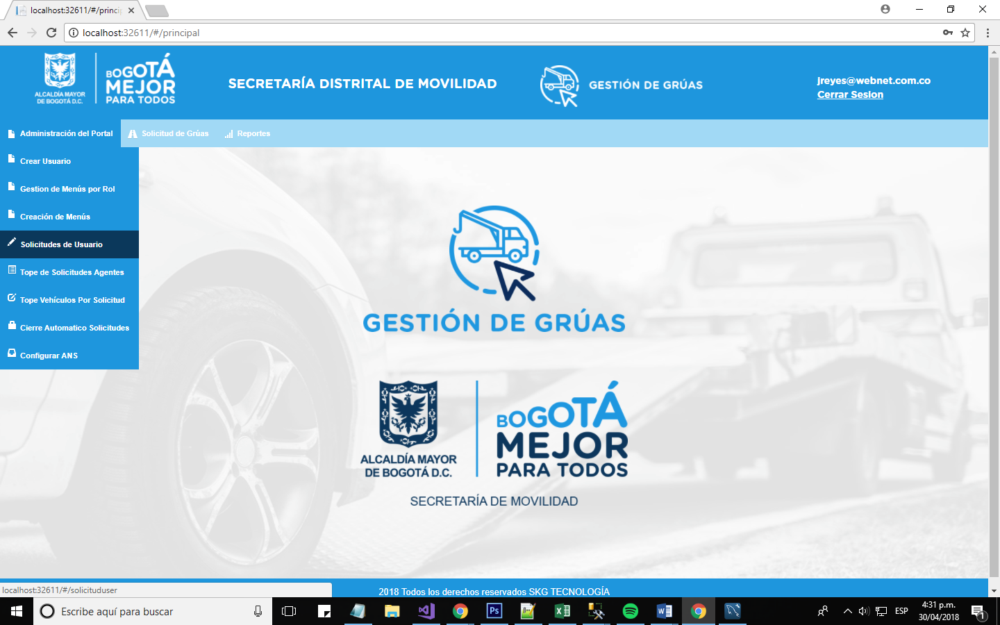 localhost:32611/#/princip
localhost:32611/#/principal
ALCALDÍA MAYOR
DE BOGOTÁ D.C.
BOGOTÁ
MEJOR
PARA TODOS
SECRETARÍA DISTRITAL DE MOVILIDAD
GESTIÓN DE GRÚAS
jreyes@webnet.com.co
Cerrar Sesion
Administración del Portal
Solicitud de Grúas
Reportes
Crear Usuario
Gestion de Menús por Rol
Creación de Menús
Solicitudes de Usuario
Tope de Solicitudes Agentes
Tope Vehículos Por Solicitud
Cierre Automatico Solicitudes
Configurar ANS
GESTIÓN DE GRÚAS
ALCALDÍA MAYOR
DE BOGOTÁ D.C.
BOGOTÁ
MEJOR
PARA TODOS
SECRETARÍA DE MOVILIDAD
localhost:32611/#/solicituduser
2018 Todos los derechos reservados SKG TECNOLOGÍA
Escribe aquí para buscar
Ps
ESP
4:31 p.m.
30/04/2018
1